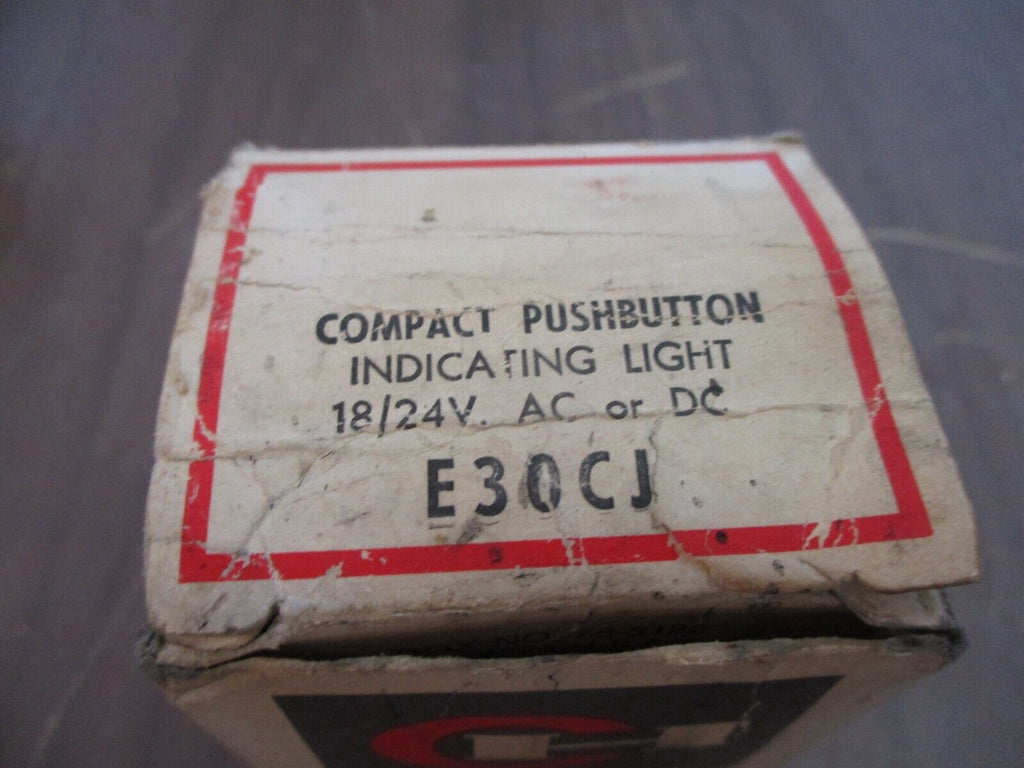 COMPACT PUSHBUTTON
INDICATING LIGHT
18/24V. AC or DC
E30CJ